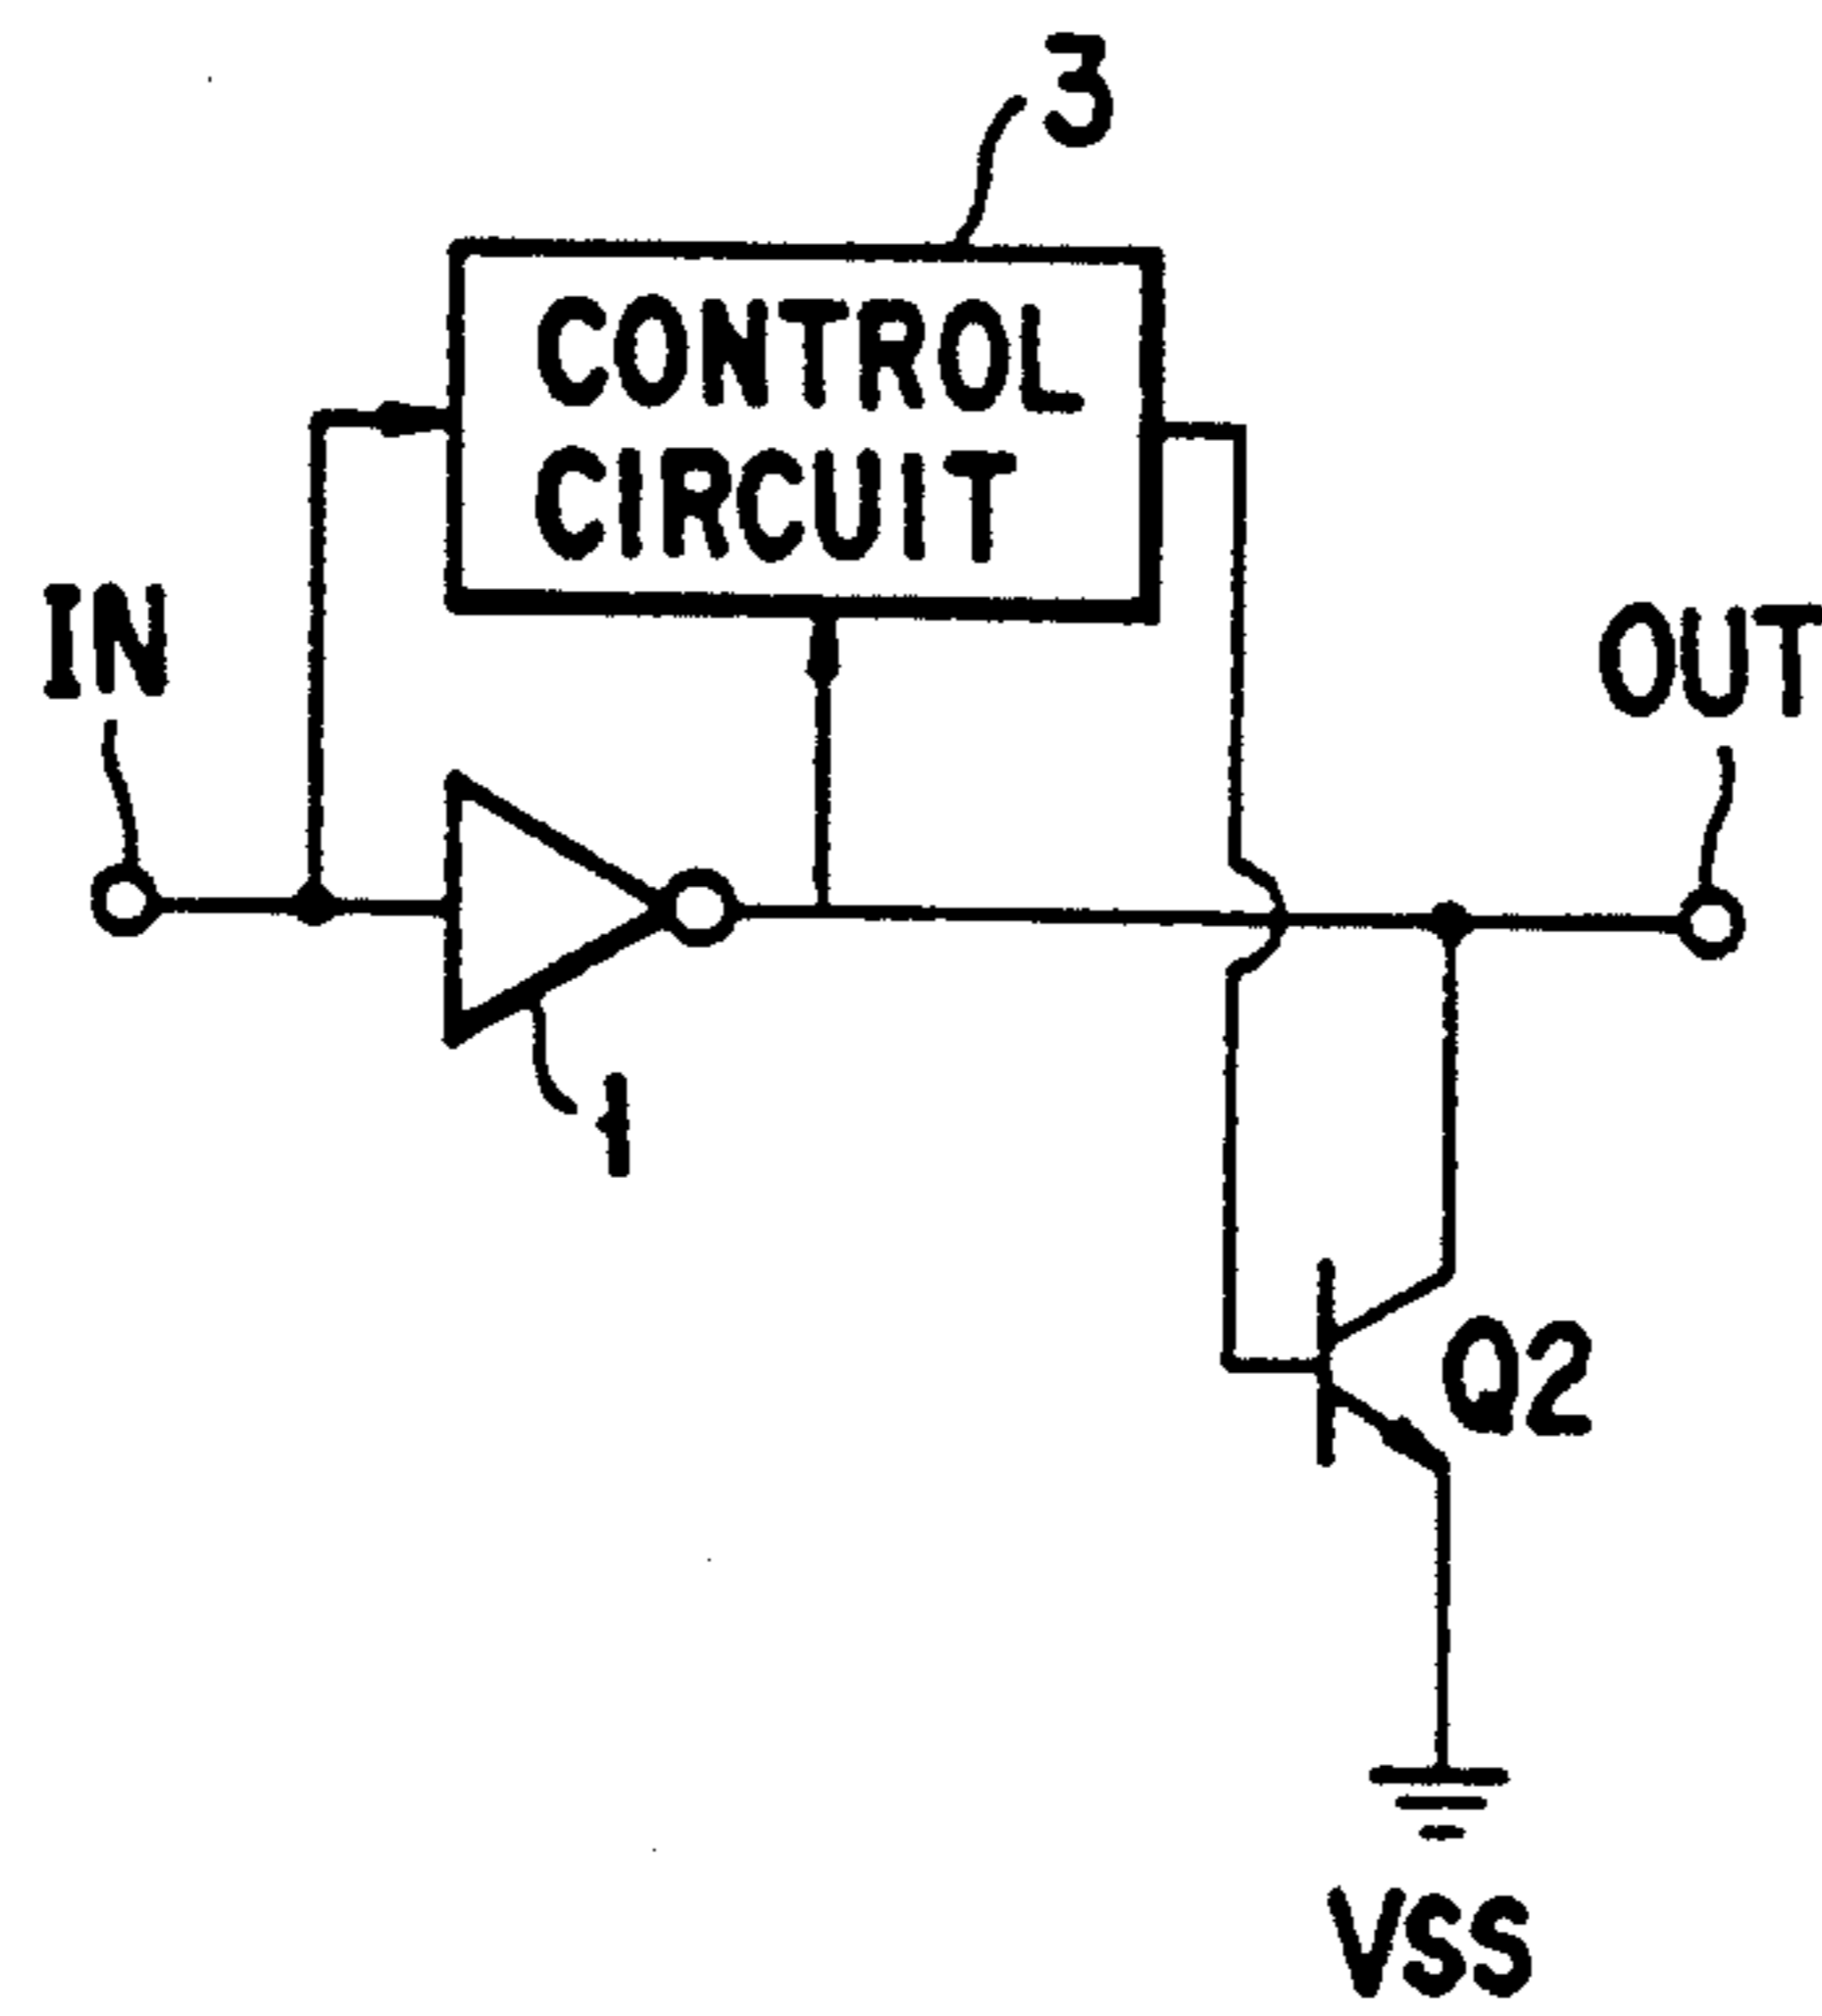 3
CONTROL
CIRCUIT
IN
OUT
1
Q2
VSS